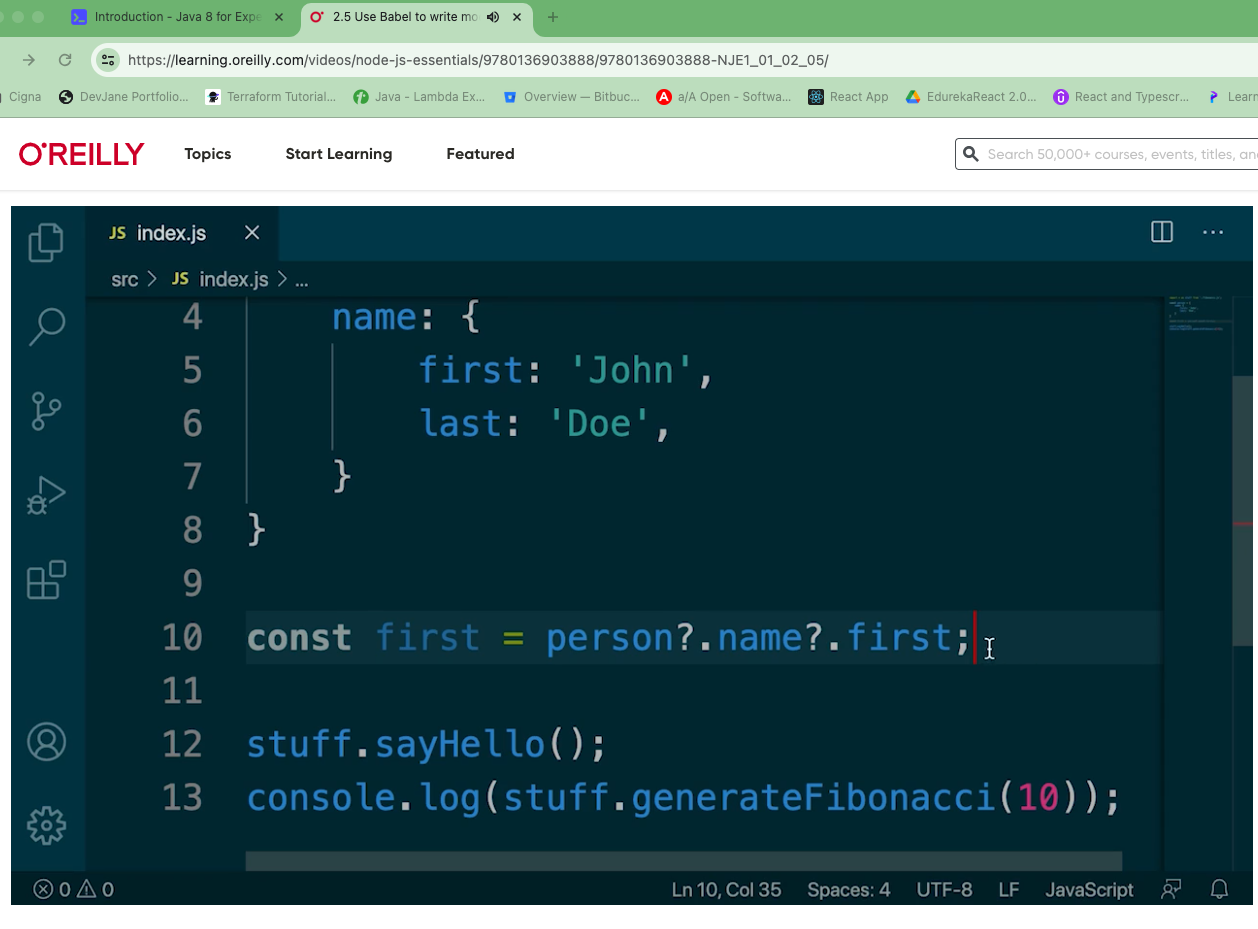 Introduction - Java 8 for Expe
2.5 Use Babel to write mo
https://learning.oreilly.com/videos/node-js-essentials/9780136903888/9780136903888-NJE1_01_02_05/
Cigna DevJane Portfolio... Terraform Tutorial... Java - Lambda Ex... Overview — Bitbuc... a/A Open - Softwa... React App EdurekaReact 2.0... React and Typescr... Learn
O'REILLY Topics Start Learning Featured Search 50,000+ courses, events, titles, an
JS index.js
src > JS index.js > ...
4 name: {
5 first: 'John',
6 last: 'Doe',
7 }
8 }
9
10 const first = person?.name?.first;
11
12 stuff.sayHello();
13 console.log(stuff.generateFibonacci(10));
0 0 Ln 10, Col 35 Spaces: 4 UTF-8 LF JavaScript